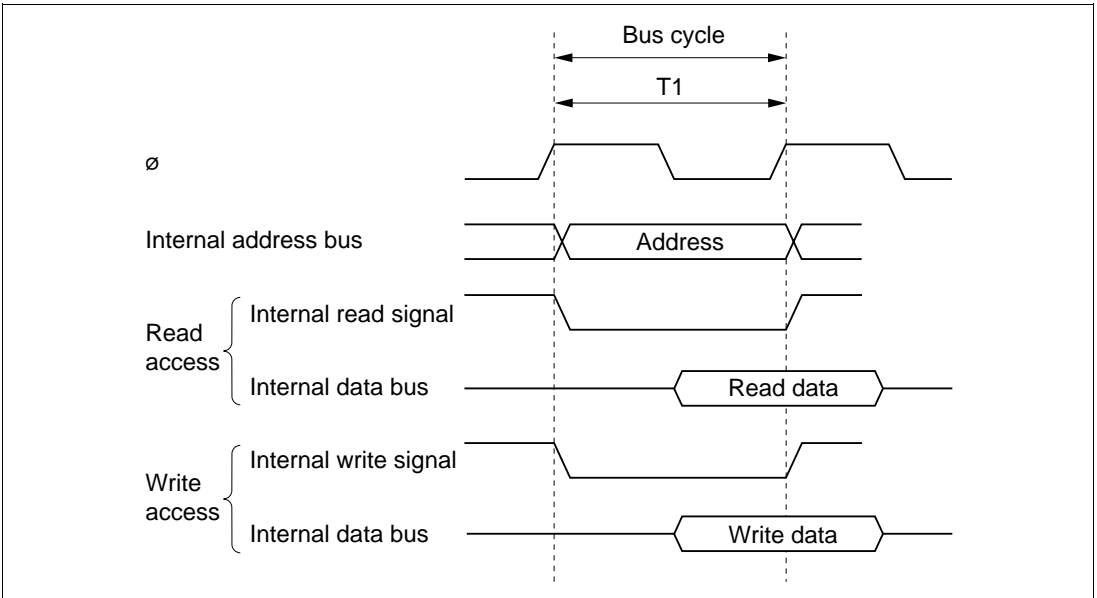 Bus cycle
T1
ø
Internal address bus
Address
Read
access
Internal read signal
Internal data bus
Read data
Write
access
Internal write signal
Internal data bus
Write data